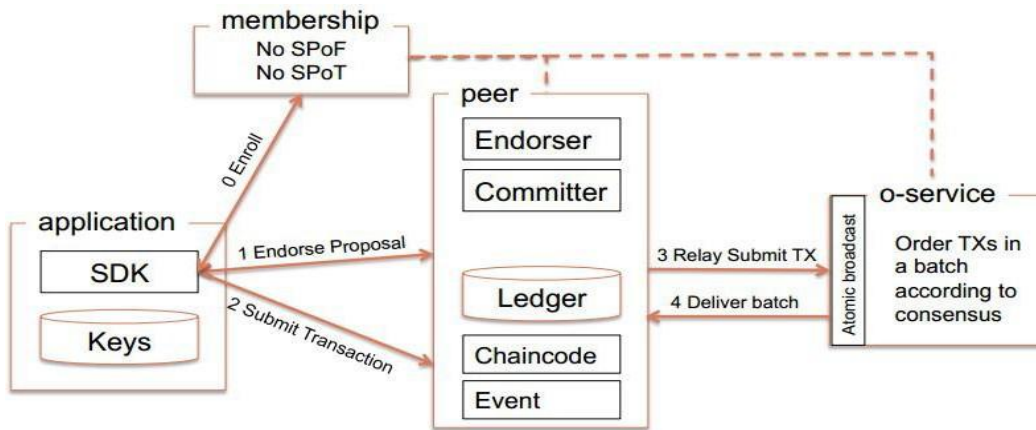 membership
No SPoF
No SPoT
0 Enroll
application
SDK
Keys
1 Endorse Proposal
2 Submit Transaction
peer
Endorser
Committer
Ledger
Chaincode
Event
3 Relay Submit TX
4 Deliver batch
o-service
Atomic broadcast
Order TXs in
a batch
according to
consensus